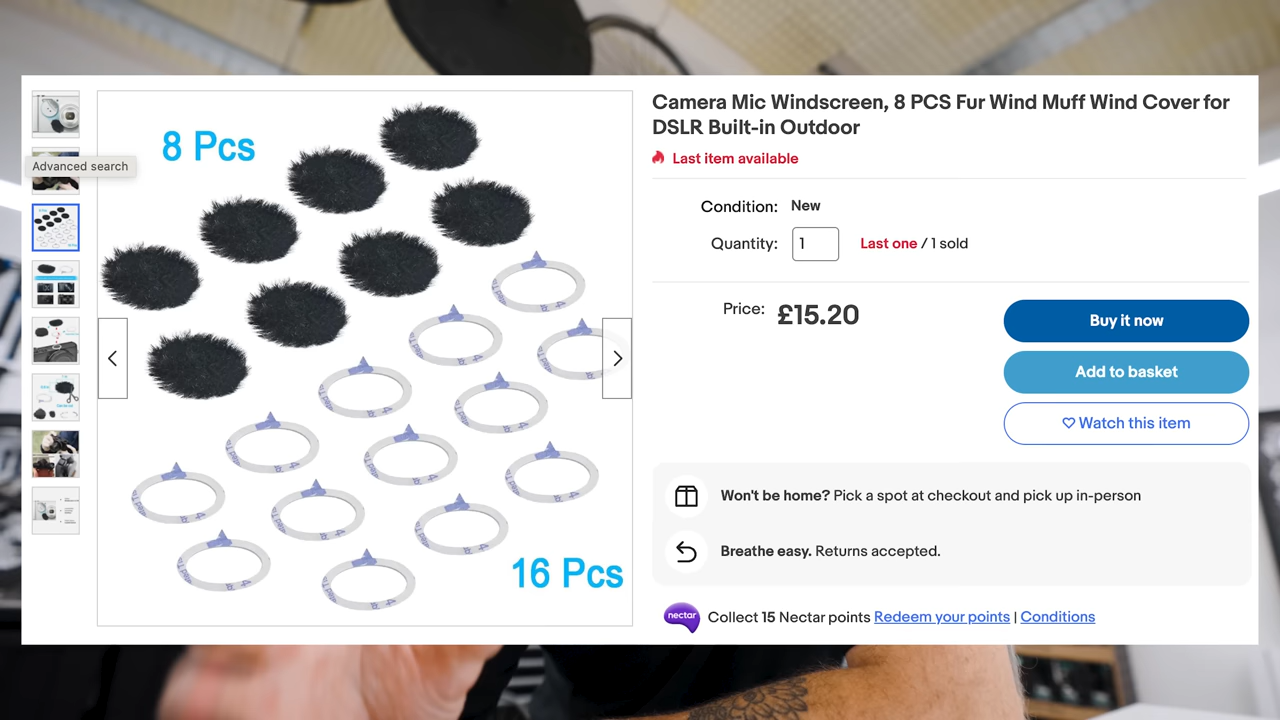 Camera Mic Windscreen, 8 PCS Fur Wind Muff Wind Cover for
DSLR Built-in Outdoor
Last item available
Condition: New
Quantity: 1 Last one / 1 sold
Price: £15.20
Buy it now
Add to basket
Watch this item
Won't be home? Pick a spot at checkout and pick up in-person
Breathe easy. Returns accepted.
nectar Collect 15 Nectar points Redeem your points | Conditions
Advanced search
8 Pcs
16 Pcs